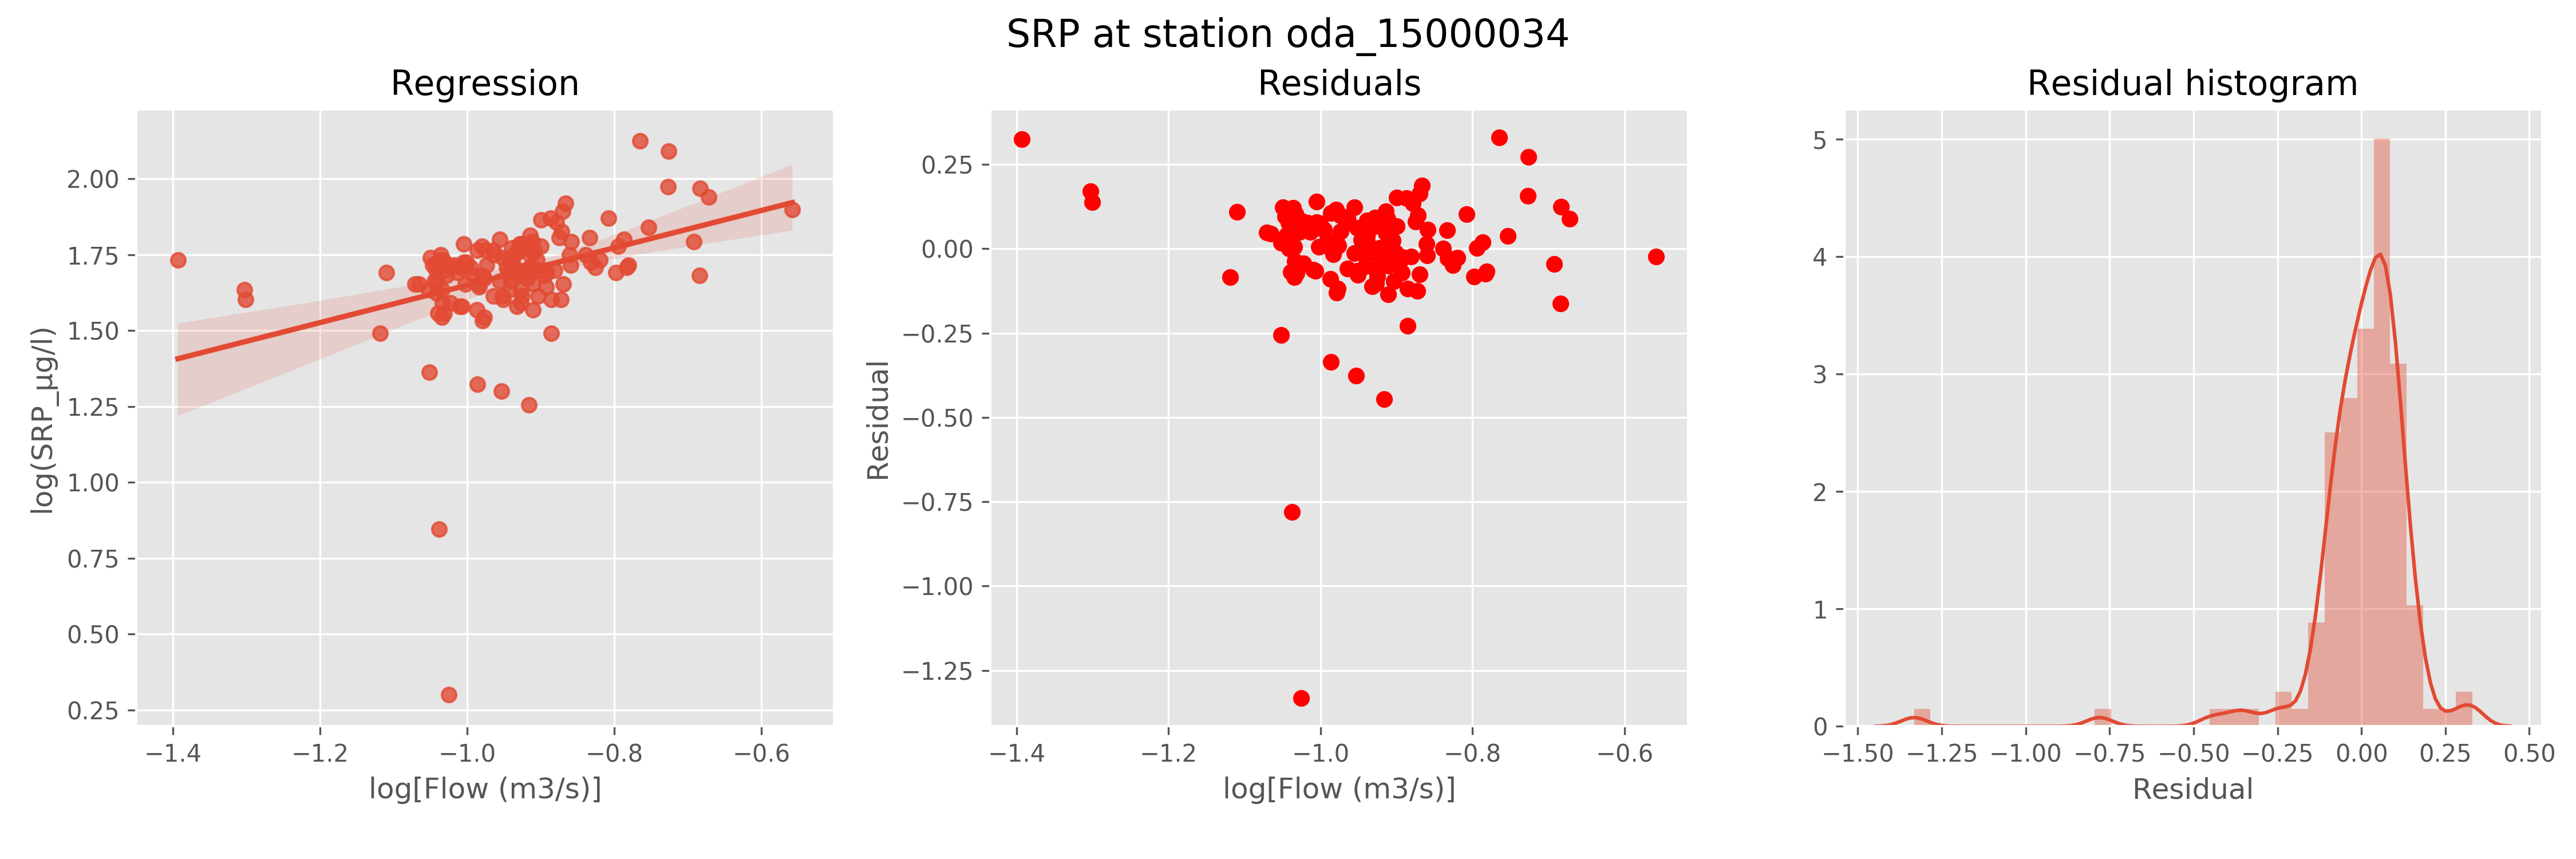 SRP at station oda_15000034
Regression
2.00
1.75
1.50
1.25
1.00
0.75
0.50
0.25
log(SRP_µg/l)
−1.4 −1.2 −1.0 −0.8 −0.6
log[Flow (m3/s)]
Residuals
0.25
0.00
−0.25
−0.50
−0.75
−1.00
−1.25
Residual
−1.4 −1.2 −1.0 −0.8 −0.6
log[Flow (m3/s)]
Residual histogram
5
4
3
2
1
0
−1.50 −1.25 −1.00 −0.75 −0.50 −0.25 0.00 0.25 0.50
Residual